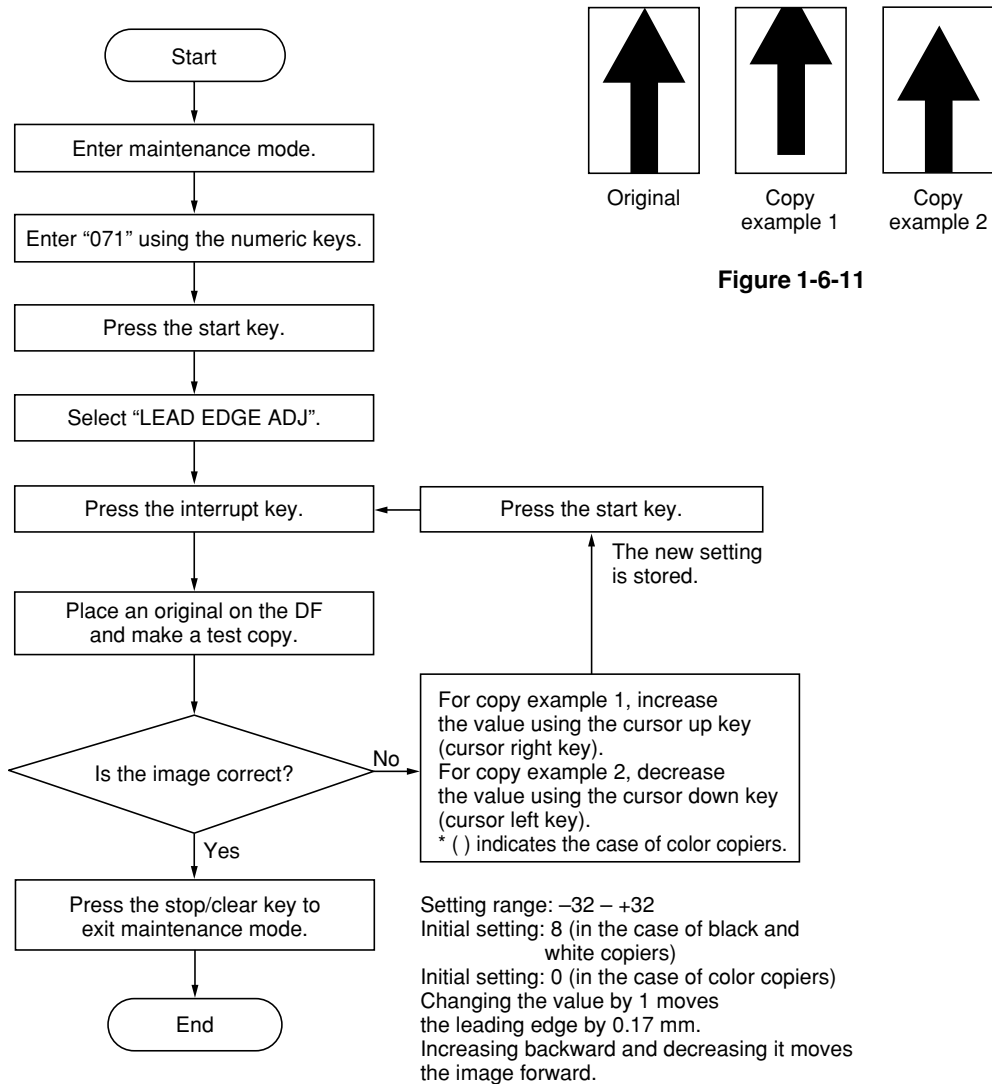 Start
Enter maintenance mode.
Enter “071” using the numeric keys.
Press the start key.
Select “LEAD EDGE ADJ”.
Press the interrupt key.
Place an original on the DF
and make a test copy.
Is the image correct?
No
Yes
Press the stop/clear key to
exit maintenance mode.
End
For copy example 1, increase
the value using the cursor up key
(cursor right key).
For copy example 2, decrease
the value using the cursor down key
(cursor left key).
* ( ) indicates the case of color copiers.
The new setting
is stored.
Press the start key.
Setting range: –32 – +32
Initial setting: 8 (in the case of black and
white copiers)
Initial setting: 0 (in the case of color copiers)
Changing the value by 1 moves
the leading edge by 0.17 mm.
Increasing backward and decreasing it moves
the image forward.
Original
Copy
example 1
Copy
example 2
Figure 1-6-11